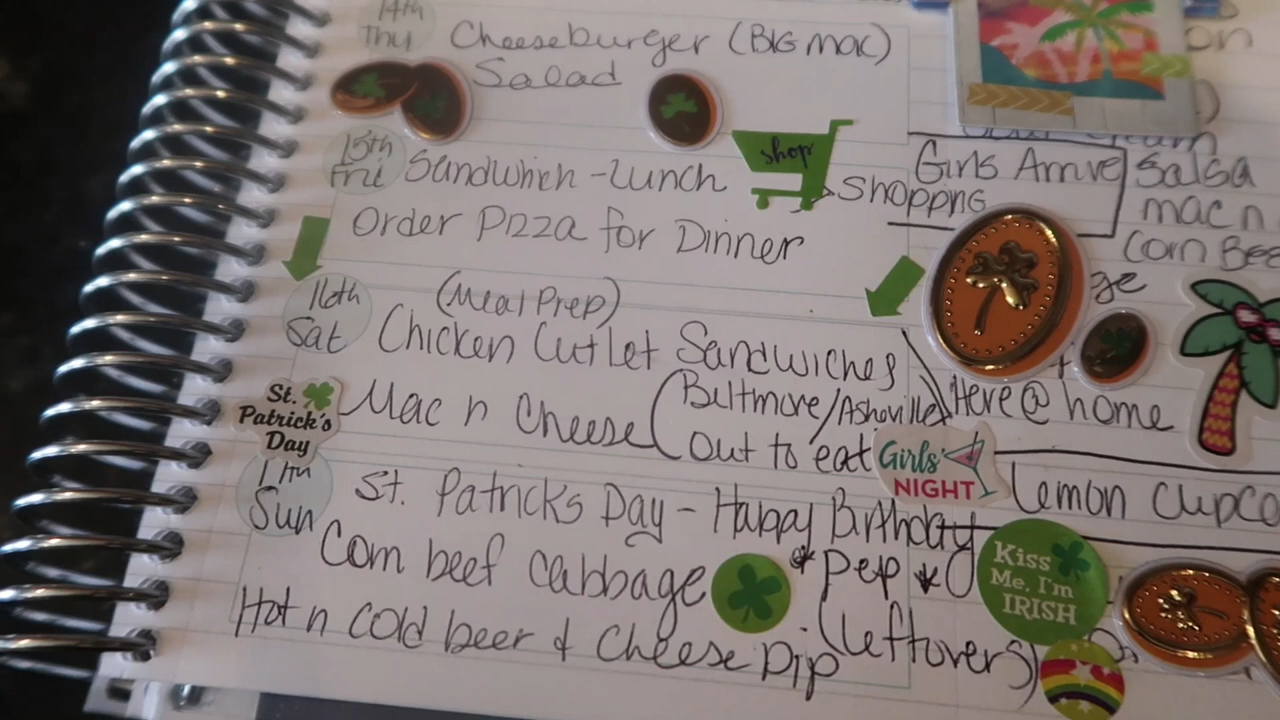 14th
Thu
Cheeseburger (BIG mac)
Salad
15th
Fri
Sandwhich - Lunch
shop
Shopping
Order Pizza for Dinner
Girls Arrive
Salsa
mac n
Corn Bee
16th
Sat
(Meal Prep)
Chicken Cutlet Sandwiches
Mac n Cheese
(Biltmore/Asheville)
Out to eat
Here @ home
St.
Patrick's
Day
Girls'
NIGHT
Lemon Cupca
17th
Sun
St. Patricks Day - Happy Birthday
* Pep *
Corn beef cabbage
Kiss
Me, I'm
IRISH
Hot n cold beer & Cheese Dip
(leftovers)